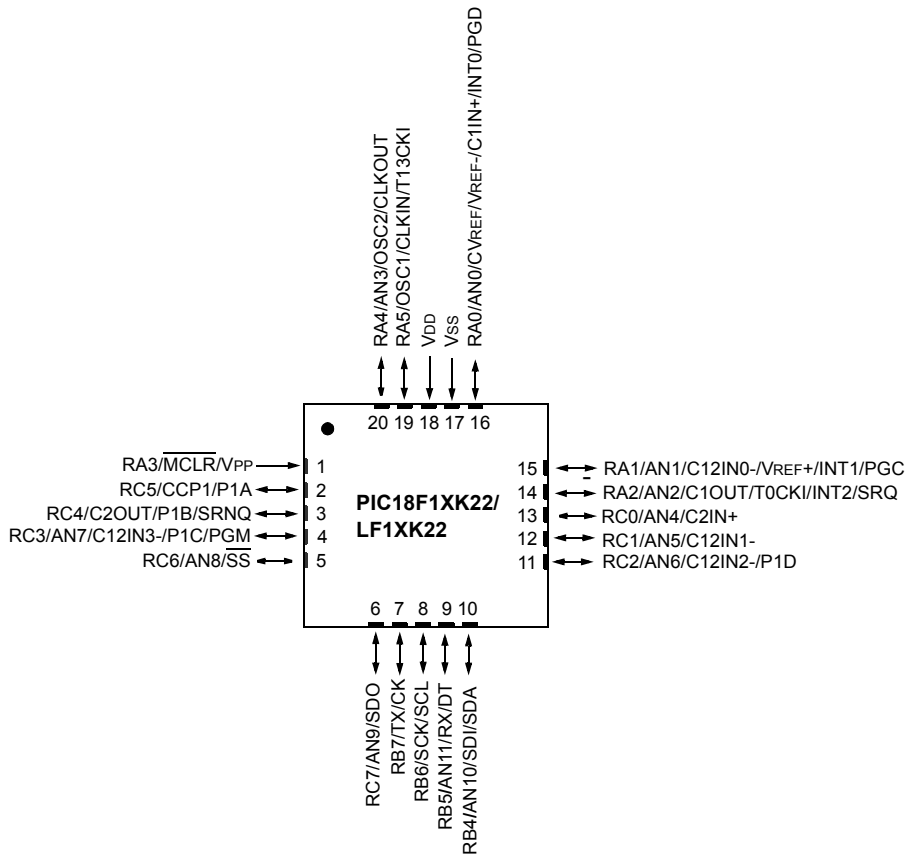 RA4/AN3/OSC2/CLKOUT
RA5/OSC1/CLKIN/T13CKI
VDD
VSS
RA0/AN0/CVREF/VREF-/C1IN+/INT0/PGD
20 19 18 17 16
RA3/MCLR/VPP 1
RC5/CCP1/P1A 2
RC4/C2OUT/P1B/SRNQ 3
RC3/AN7/C12IN3-/P1C/PGM 4
RC6/AN8/SS 5
PIC18F1XK22/
LF1XK22
15 RA1/AN1/C12IN0-/VREF+/INT1/PGC
14 RA2/AN2/C1OUT/T0CKI/INT2/SRQ
13 RC0/AN4/C2IN+
12 RC1/AN5/C12IN1-
11 RC2/AN6/C12IN2-/P1D
6 7 8 9 10
RC7/AN9/SDO
RB7/TX/CK
RB6/SCK/SCL
RB5/AN11/RX/DT
RB4/AN10/SDI/SDA